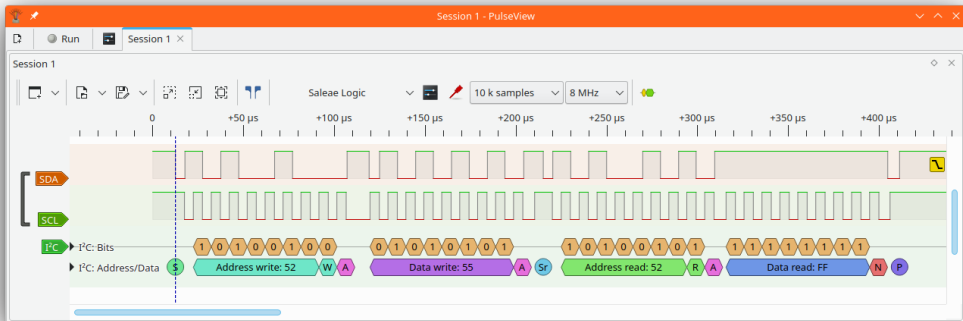 Session 1 - PulseView
Run Session 1
Session 1
Saleae Logic 10 k samples 8 MHz
0 +50 µs +100 µs +150 µs +200 µs +250 µs +300 µs +350 µs +400 µs
SDA
SCL
I²C I²C: Bits 1 0 1 0 0 1 0 0 0 1 0 1 0 1 0 1 1 0 1 0 0 1 0 1 1 1 1 1 1 1 1 1
I²C: Address/Data S Address write: 52 W A Data write: 55 A Sr Address read: 52 R A Data read: FF N P